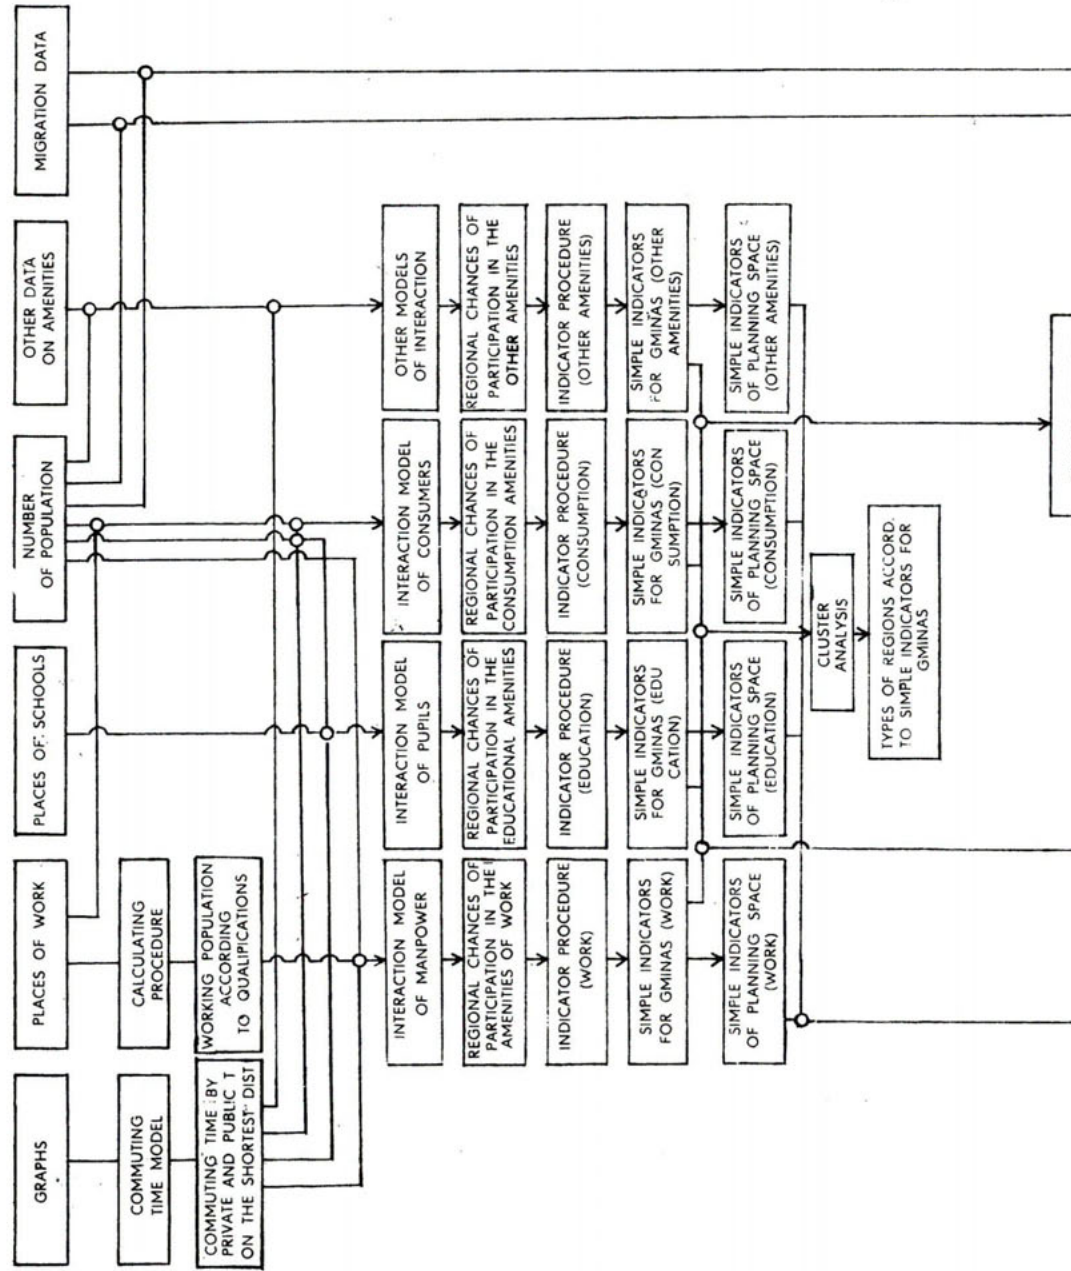 GRAPHS
PLACES OF WORK
PLACES OF SCHOOLS
NUMBER
OF POPULATION
OTHER DATA
ON AMENITIES
MIGRATION DATA
COMMUTING
TIME MODEL
CALCULATING
PROCEDURE
COMMUTING TIME BY
PRIVATE AND PUBLIC T
ON THE SHORTEST DIST
WORKING POPULATION
ACCORDING
TO QUALIFICATIONS
INTERACTION MODEL
OF MANPOWER
INTERACTION MODEL
OF PUPILS
INTERACTION MODEL
OF CONSUMERS
OTHER MODELS
OF INTERACTION
REGIONAL CHANCES OF
PARTICIPATION IN THE
AMENITIES OF WORK
REGIONAL CHANCES OF
PARTICIPATION IN THE
EDUCATIONAL AMENITIES
REGIONAL CHANCES OF
PARTICIPATION IN THE
CONSUMPTION AMENITIES
REGIONAL CHANCES OF
PARTICIPATION IN THE
OTHER AMENITIES
INDICATOR PROCEDURE
(WORK)
INDICATOR PROCEDURE
(EDUCATION)
INDICATOR PROCEDURE
(CONSUMPTION)
INDICATOR PROCEDURE
(OTHER AMENITIES)
SIMPLE INDICATORS
FOR GMINAS (WORK)
SIMPLE INDICATORS
FOR GMINAS (EDU
CATION)
SIMPLE INDICATORS
FOR GMINAS (CON
SUMPTION)
SIMPLE INDICATORS
FOR GMINAS (OTHER
AMENITIES)
SIMPLE INDICATORS
OF PLANNING SPACE
(WORK)
SIMPLE INDICATORS
OF PLANNING SPACE
(EDUCATION)
SIMPLE INDICATORS
OF PLANNING SPACE
(CONSUMPTION)
SIMPLE INDICATORS
OF PLANNING SPACE
(OTHER AMENITIES)
CLUSTER
ANALYSIS
TYPES OF REGIONS ACCORD.
TO SIMPLE INDICATORS FOR
GMINAS